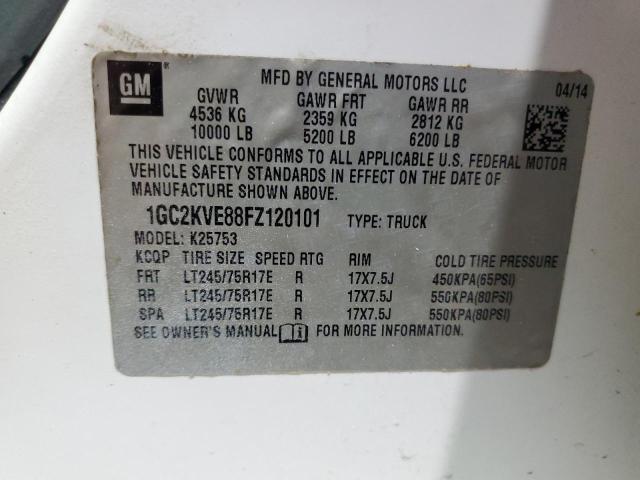 GM
MFD BY GENERAL MOTORS LLC 04/14
GVWR GAWR FRT GAWR RR
4536 KG 2359 KG 2812 KG
10000 LB 5200 LB 6200 LB
THIS VEHICLE CONFORMS TO ALL APPLICABLE U.S. FEDERAL MOTOR
VEHICLE SAFETY STANDARDS IN EFFECT ON THE DATE OF
MANUFACTURE SHOWN ABOVE.
1GC2KVE88FZ120101 TYPE: TRUCK
MODEL: K25753
KCQP TIRE SIZE SPEED RTG RIM COLD TIRE PRESSURE
FRT LT245/75R17E R 17X7.5J 450KPA(65PSI)
RR LT245/75R17E R 17X7.5J 550KPA(80PSI)
SPA LT245/75R17E R 17X7.5J 550KPA(80PSI)
SEE OWNER'S MANUAL FOR MORE INFORMATION.